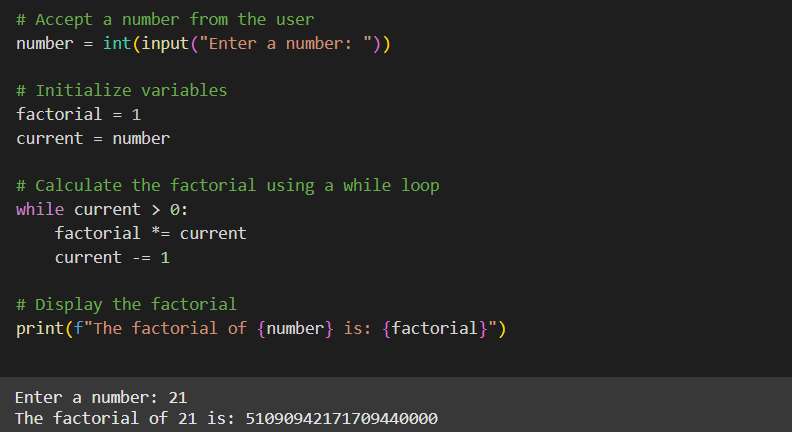 # Accept a number from the user
number = int(input("Enter a number: "))
# Initialize variables
factorial = 1
current = number
# Calculate the factorial using a while loop
while current > 0:
    factorial *= current
    current -= 1
# Display the factorial
print(f"The factorial of {number} is: {factorial}")
Enter a number: 21
The factorial of 21 is: 51090942171709440000